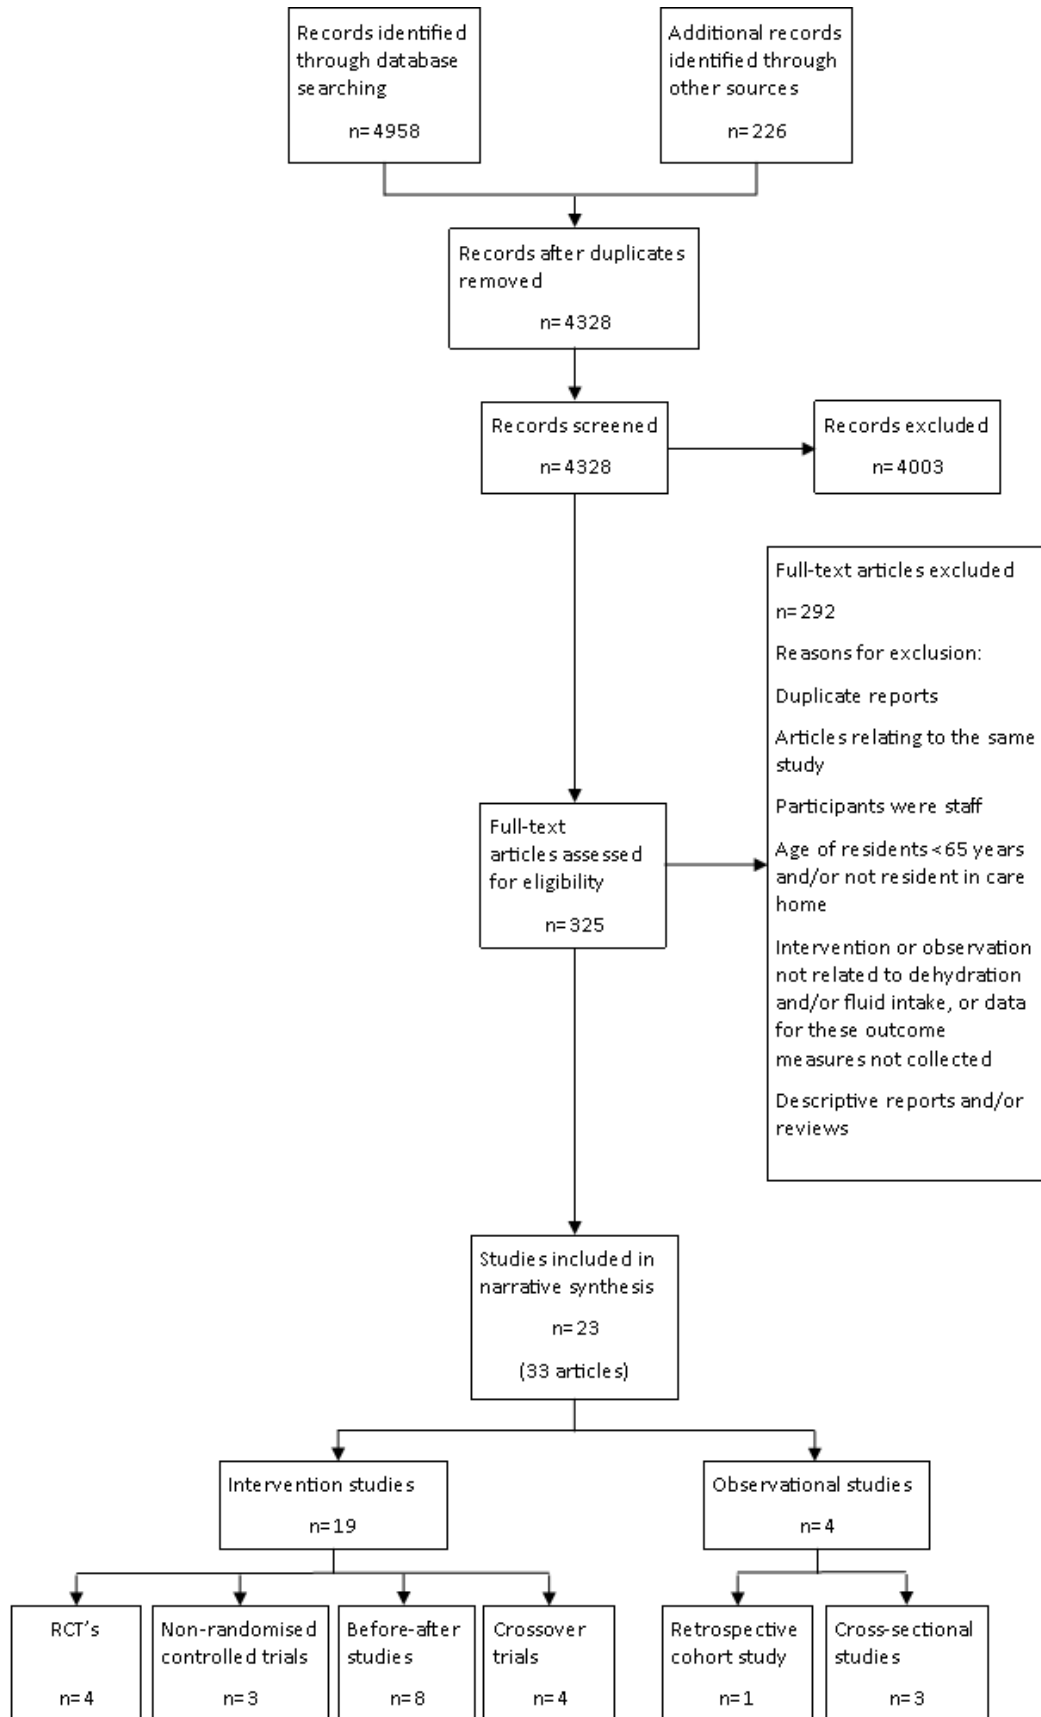 Records identified
through database
searching
n=4958
Additional records
identified through
other sources
n=226
Records after duplicates
removed
n=4328
Records screened
n=4328
Records excluded
n=4003
Full-text articles excluded
n=292
Reasons for exclusion:
Duplicate reports
Articles relating to the same
study
Participants were staff
Age of residents <65 years
and/or not resident in care
home
Intervention or observation
not related to dehydration
and/or fluid intake, or data
for these outcome
measures not collected
Descriptive reports and/or
reviews
Full-text
articles assessed
for eligibility
n=325
Studies included in
narrative synthesis
n=23
(33 articles)
Intervention studies
n=19
Observational studies
n=4
RCT's
n=4
Non-randomised
controlled trials
n=3
Before-after
studies
n=8
Crossover
trials
n=4
Retrospective
cohort study
n=1
Cross-sectional
studies
n=3